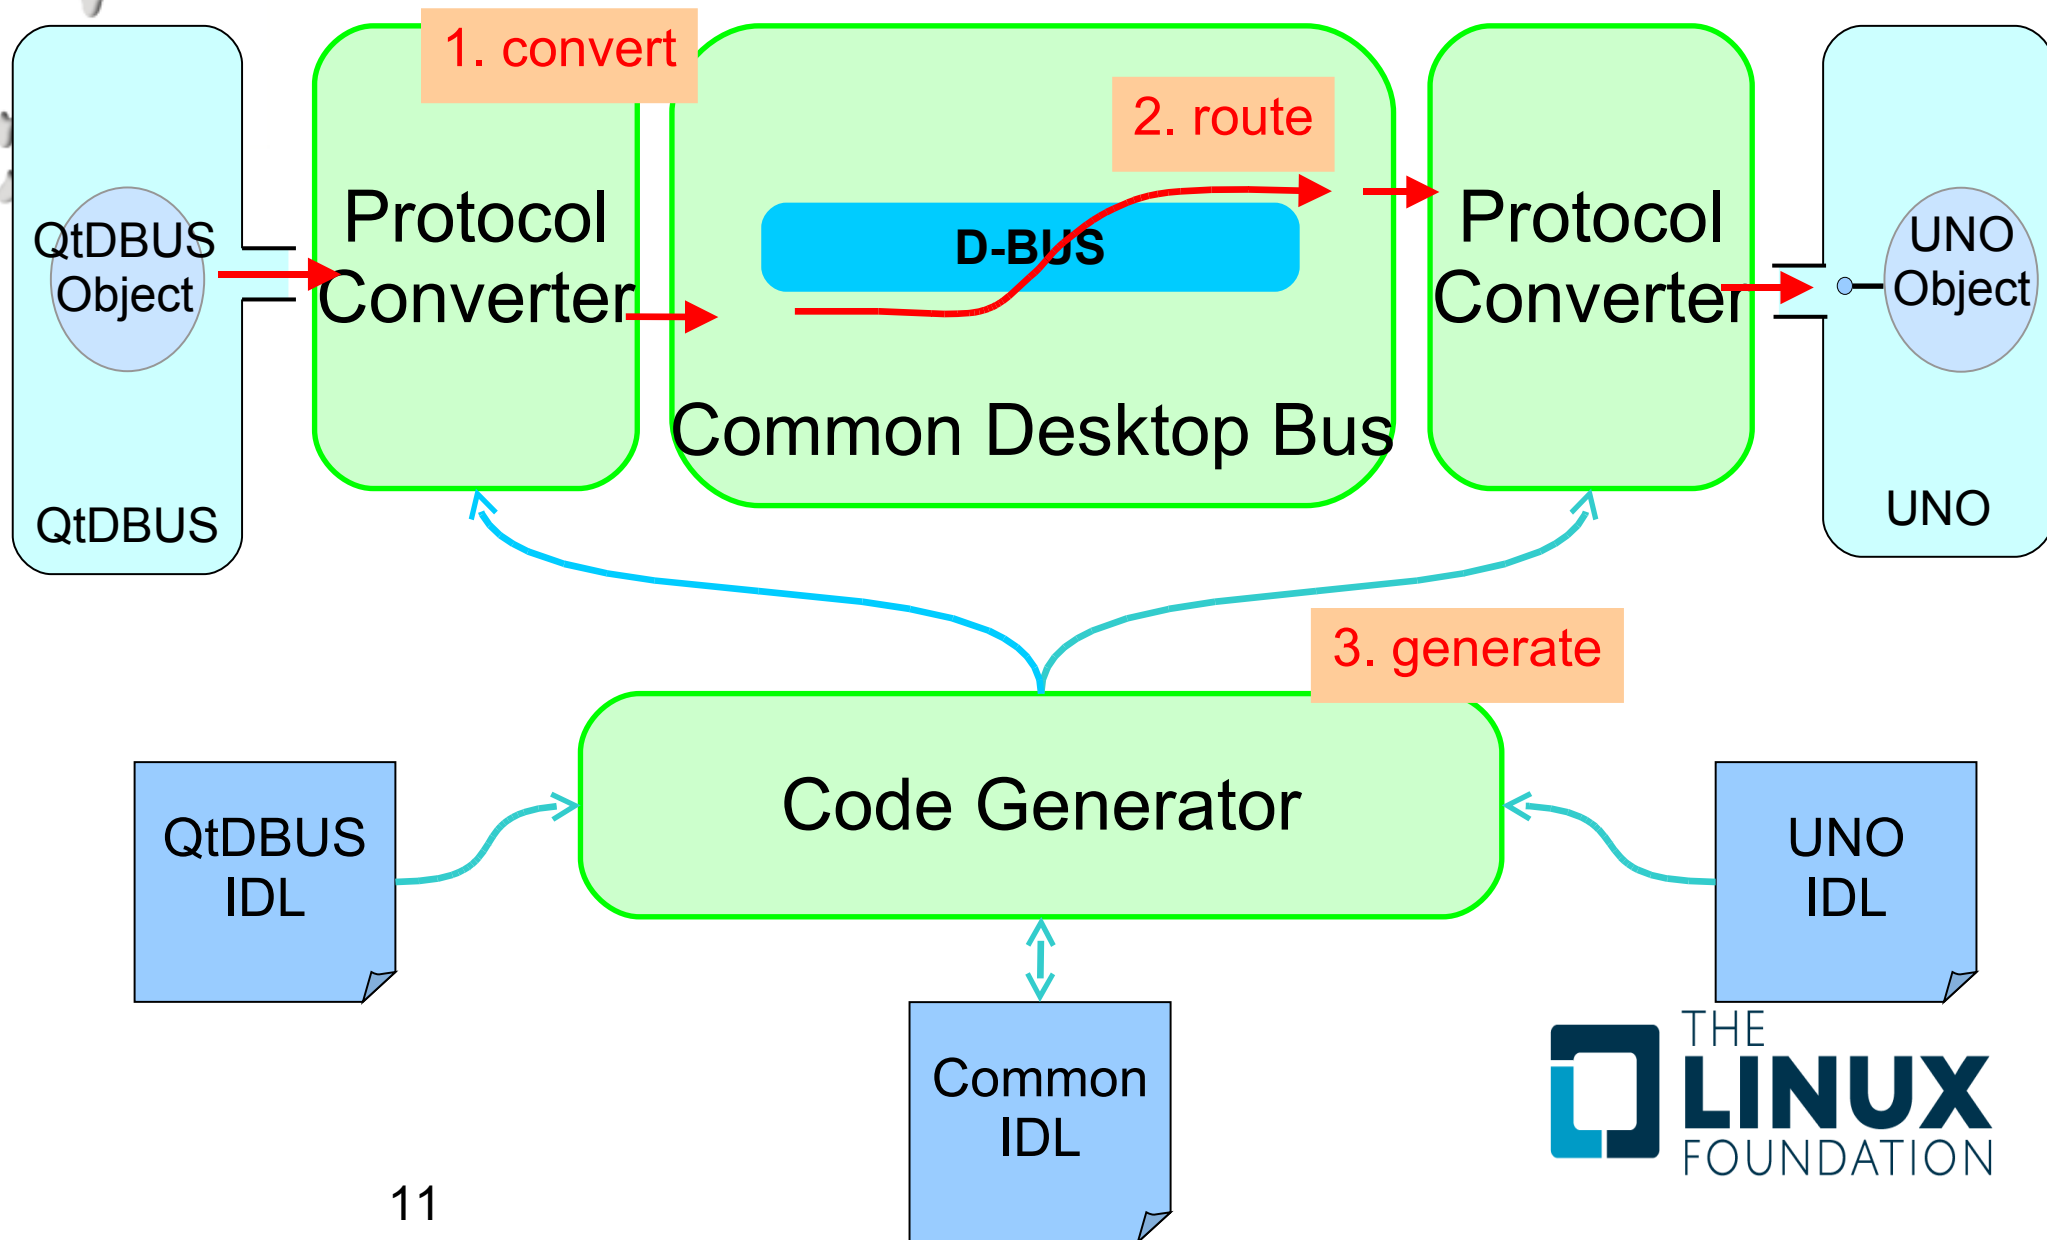 1. convert
2. route
QtDBUS
Object
Protocol
Converter
D-BUS
Common Desktop Bus
Protocol
Converter
UNO
Object
QtDBUS
UNO
3. generate
Code Generator
QtDBUS
IDL
UNO
IDL
Common
IDL
THE
LINUX
FOUNDATION
11